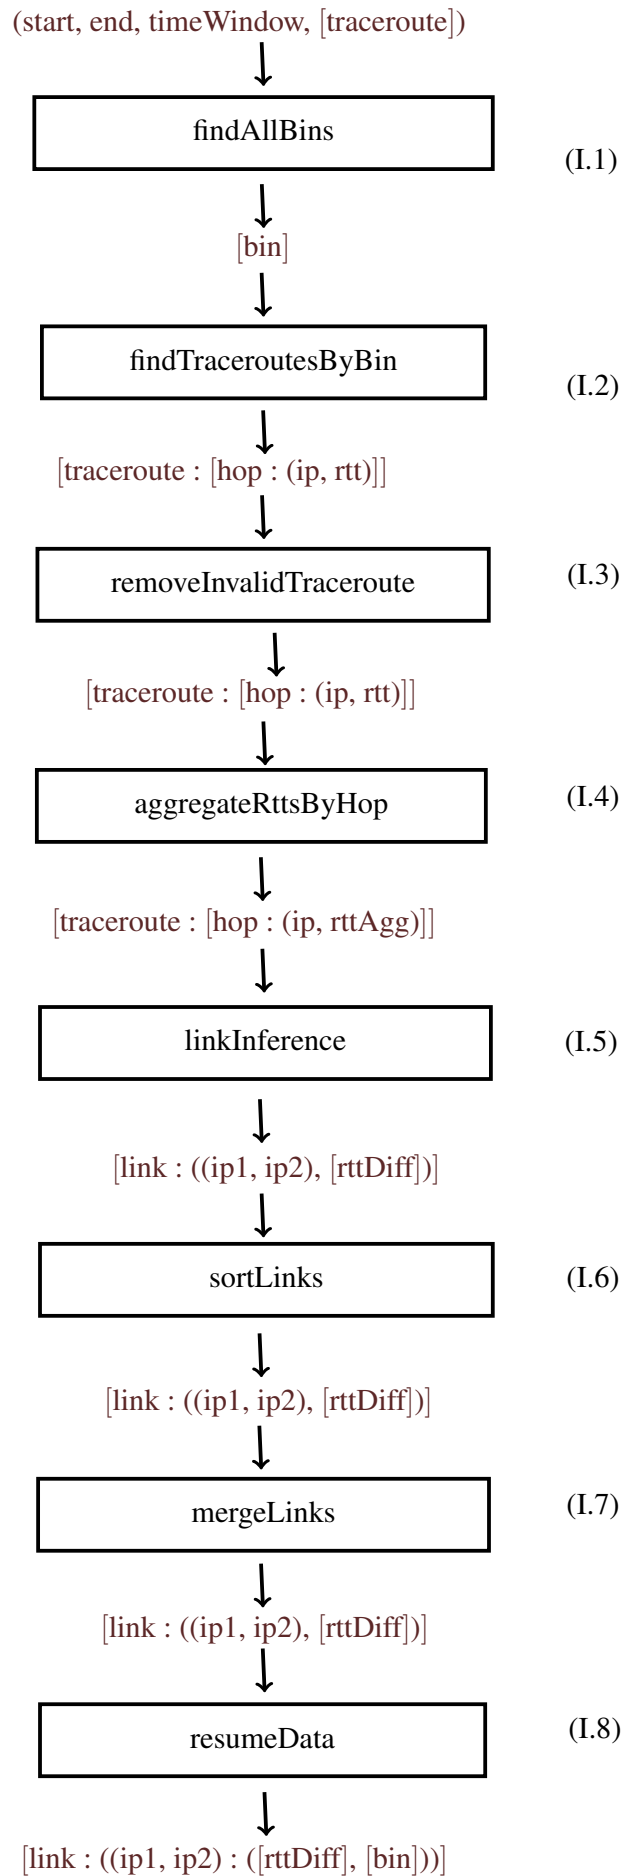 (start, end, timeWindow, [traceroute])
findAllBins
(I.1)
[bin]
findTraceroutesByBin
(I.2)
[traceroute : [hop : (ip, rtt)]]
removeInvalidTraceroute
(I.3)
[traceroute : [hop : (ip, rtt)]]
aggregateRttsByHop
(I.4)
[traceroute : [hop : (ip, rttAgg)]]
linkInference
(I.5)
[link : ((ip1, ip2), [rttDiff])]
sortLinks
(I.6)
[link : ((ip1, ip2), [rttDiff])]
mergeLinks
(I.7)
[link : ((ip1, ip2), [rttDiff])]
resumeData
(I.8)
[link : ((ip1, ip2) : ([rttDiff], [bin]))]